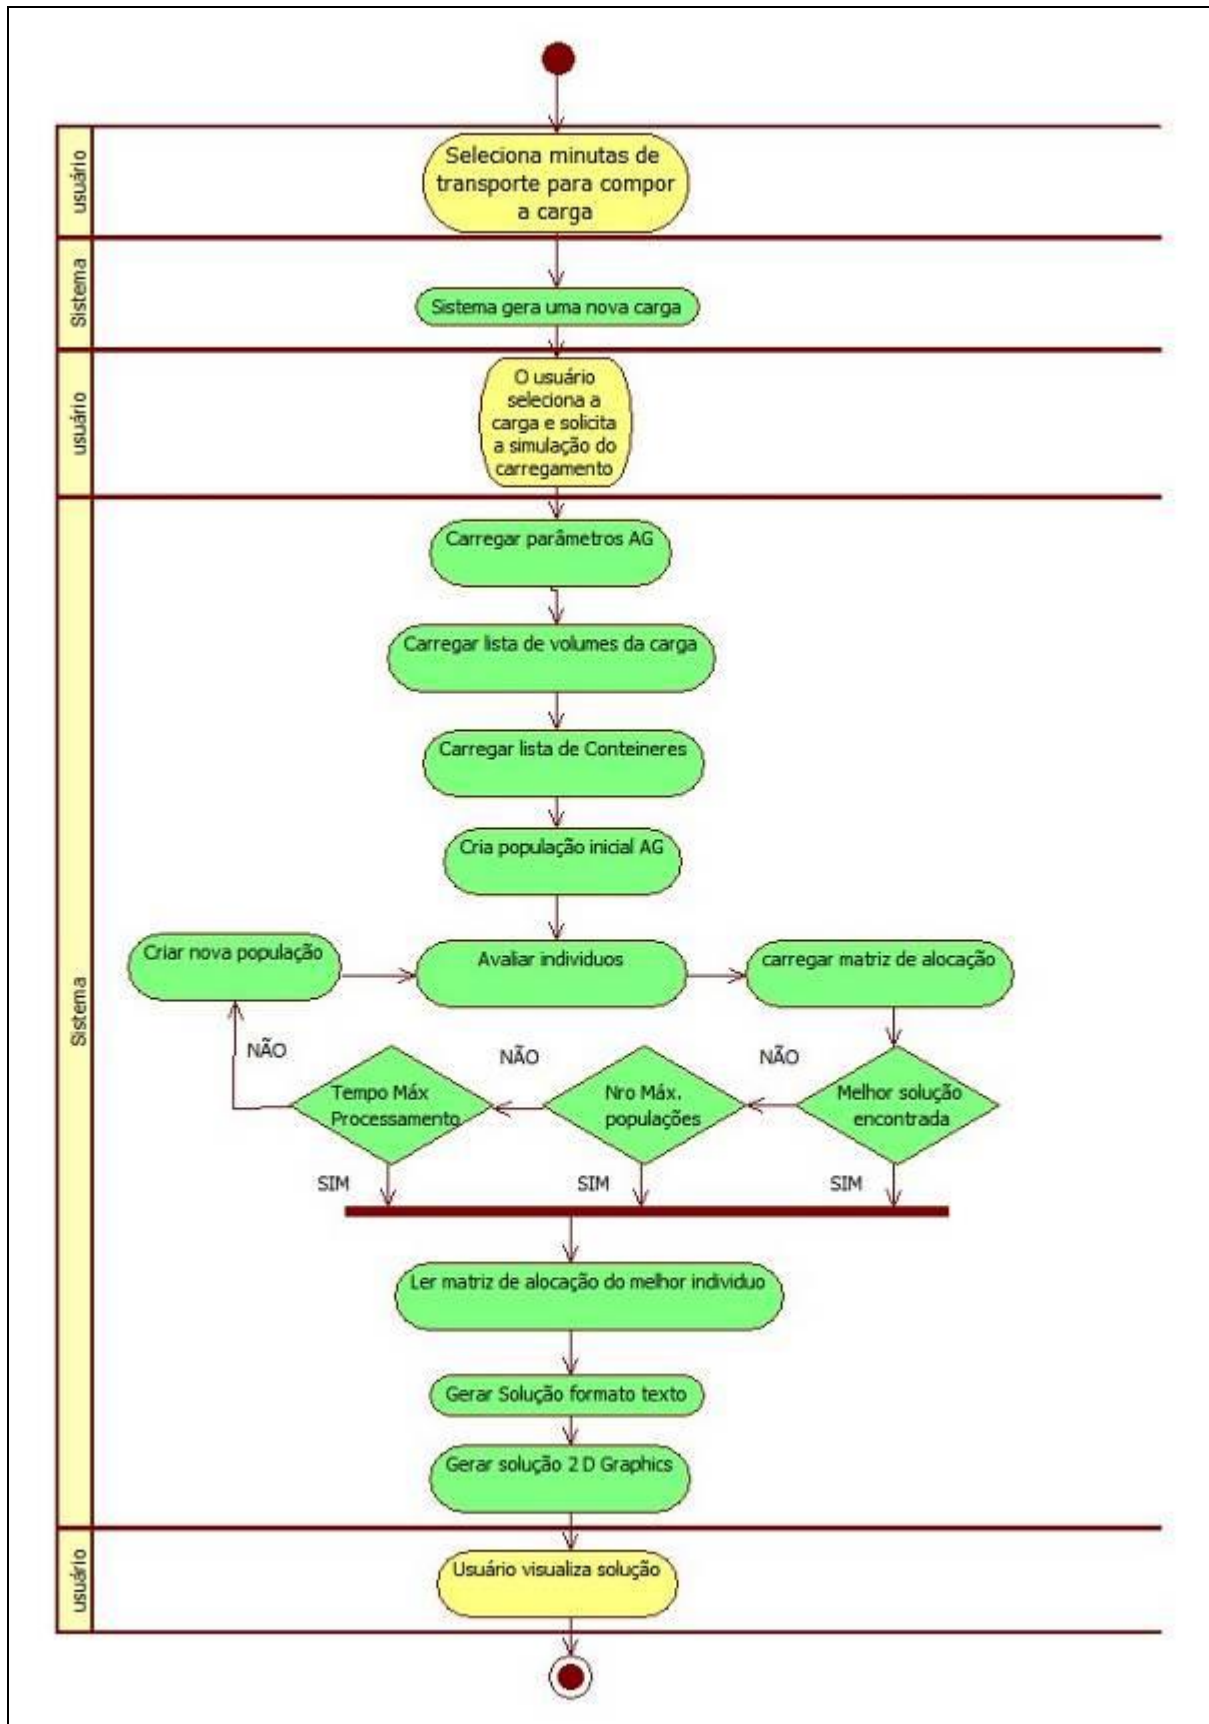 usuário
Seleciona minutas de
transporte para compor
a carga
Sistema
Sistema gera uma nova carga
usuário
O usuário
seleciona a
carga e solicita
a simulação do
carregamento
Sistema
Carregar parâmetros AG
Carregar lista de volumes da carga
Carregar lista de Conteineres
Cria população inicial AG
Criar nova população
Avaliar individuos
carregar matriz de alocação
NÃO
NÃO
NÃO
Tempo Máx
Processamento
Nro Máx.
populações
Melhor solução
encontrada
SIM
SIM
SIM
Ler matriz de alocação do melhor individuo
Gerar Solução formato texto
Gerar solução 2 D Graphics
usuário
Usuário visualiza solução